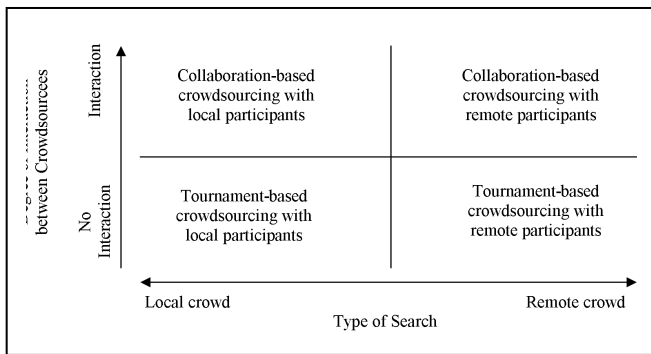 Collaboration-based
crowdsourcing with
local participants
Collaboration-based
crowdsourcing with
remote participants
Tournament-based
crowdsourcing with
local participants
Tournament-based
crowdsourcing with
remote participants
between Crowdsourcees
Interaction
No
Interaction
Local crowd
Remote crowd
Type of Search